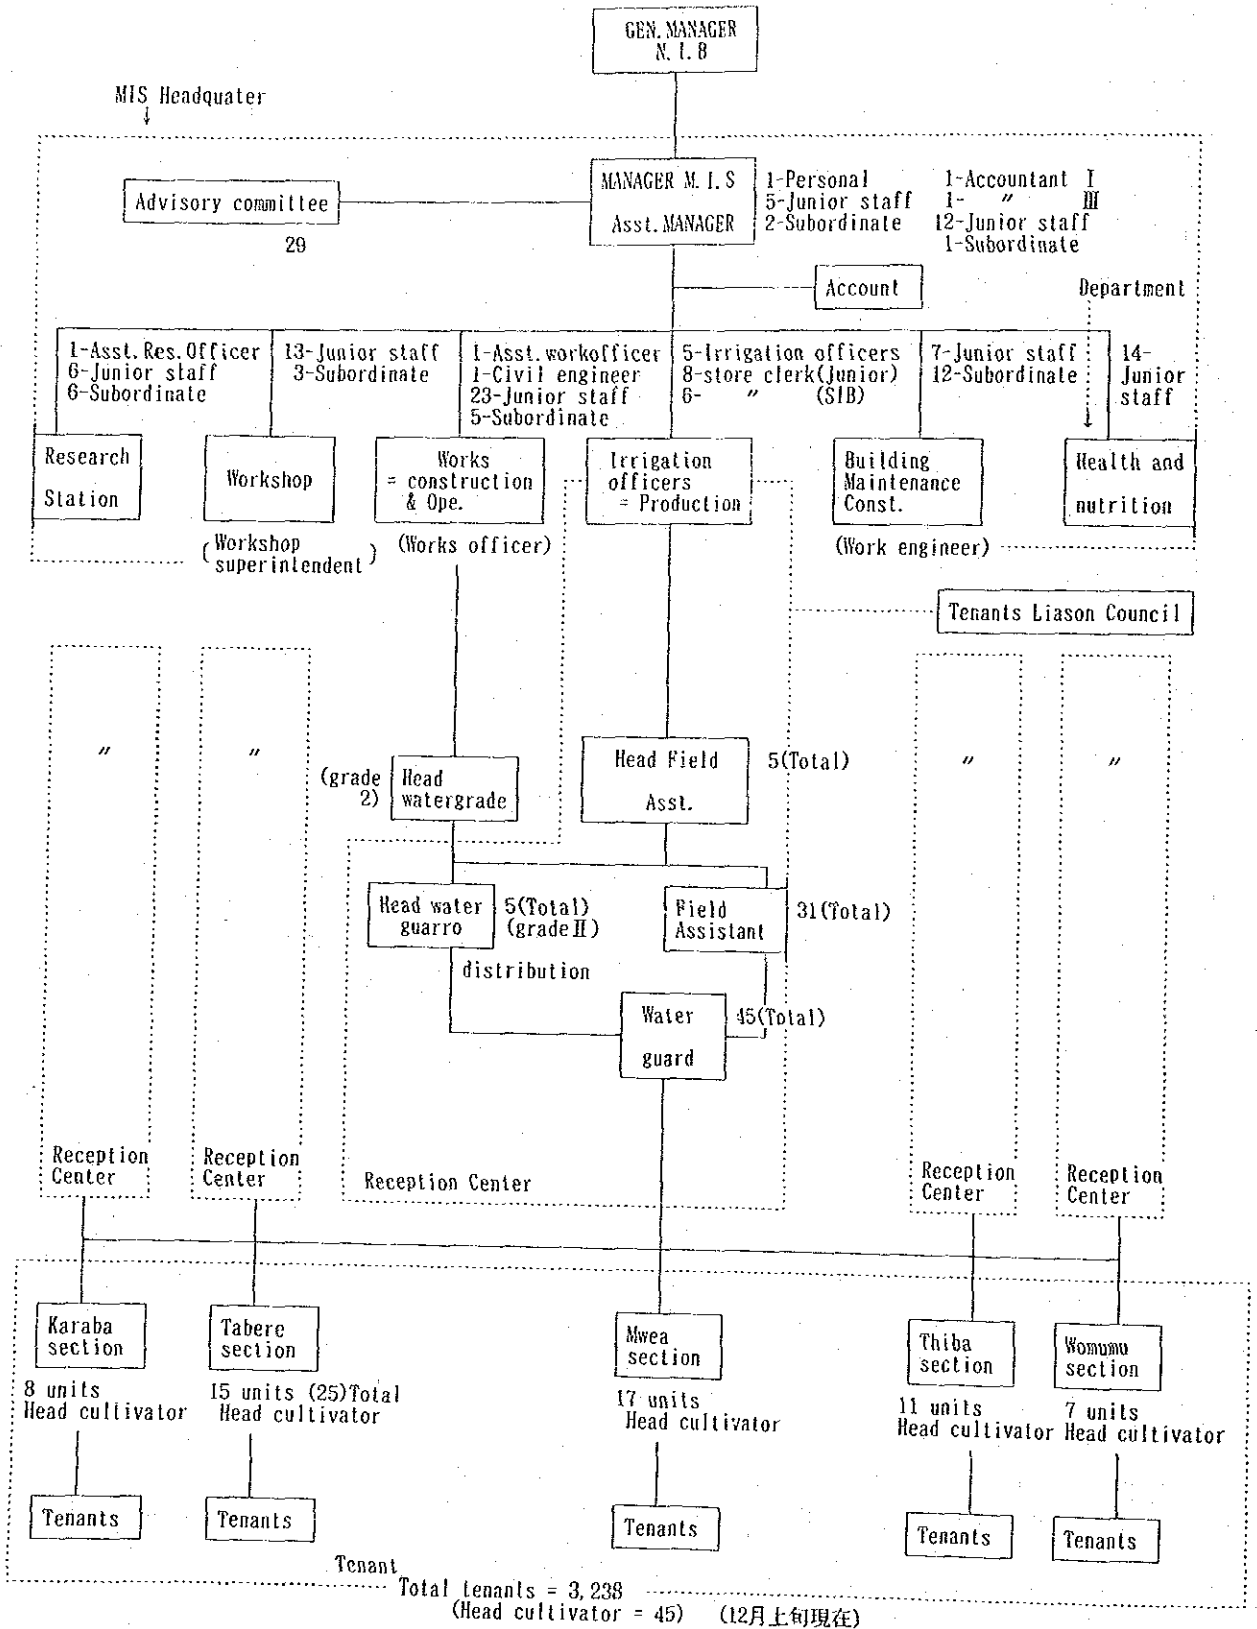 GEN. MANAGER
N. I. B
MIS Headquater
Advisory committee
29
MANAGER M. I. S
Asst. MANAGER
1-Personal
5-Junior staff
2-Subordinate
1-Accountant I
1- 〃 III
12-Junior staff
1-Subordinate
Account
Department
1-Asst. Res. Officer
6-Junior staff
6-Subordinate
13-Junior staff
3-Subordinate
1-Asst. workofficer
1-Civil engineer
23-Junior staff
5-Subordinate
5-Irrigation officers
8-store clerk(Junior)
6- 〃 (SIB)
7-Junior staff
12-Subordinate
14-
Junior
staff
Research
Station
Workshop
(Workshop
superintendent)
Works
= construction
& Ope.
(Works officer)
Irrigation
officers
= Production
Building
Maintenance
Const.
(Work engineer)
Health and
nutrition
Tenants Liason Council
〃
〃
〃
〃
(grade
2)
Head
watergrade
Head Field
Asst.
5(Total)
Head water
guarro
5(Total)
(grade II)
Field
Assistant
31(Total)
distribution
Water
guard
45(Total)
Reception
Center
Reception
Center
Reception Center
Reception
Center
Reception
Center
Karaba
section
8 units
Head cultivator
Tabere
section
15 units (25)Total
Head cultivator
Mwea
section
17 units
Head cultivator
Thiba
section
11 units
Head cultivator
Womumu
section
7 units
Head cultivator
Tenants
Tenants
Tenants
Tenants
Tenants
Tenant
Total tenants = 3,238
(Head cultivator = 45) (12月上旬現在)